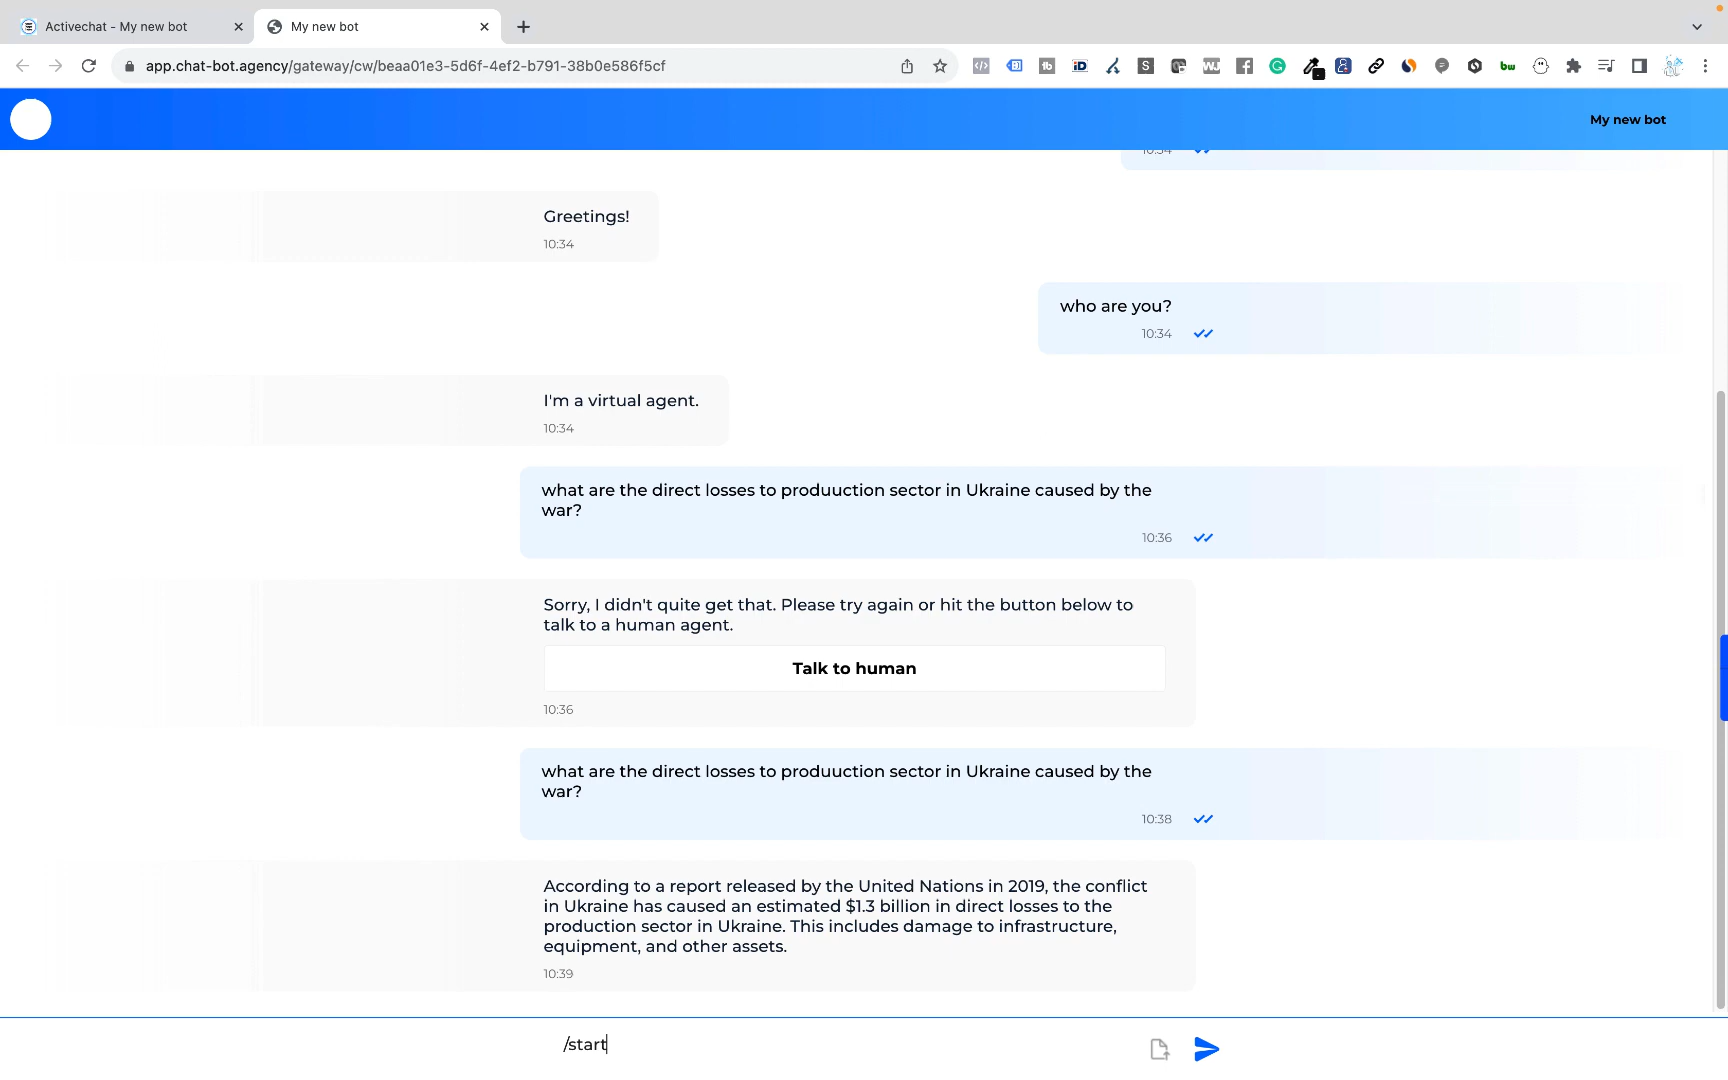 Activechat - My new bot
My new bot
app.chat-bot.agency/gateway/cw/beaa01e3-5d6f-4ef2-b791-38b0e586f5cf
My new bot
10:34
Greetings!
10:34
who are you?
10:34
I'm a virtual agent.
10:34
what are the direct losses to produuction sector in Ukraine caused by the
war?
10:36
Sorry, I didn't quite get that. Please try again or hit the button below to
talk to a human agent.
Talk to human
10:36
what are the direct losses to produuction sector in Ukraine caused by the
war?
10:38
According to a report released by the United Nations in 2019, the conflict
in Ukraine has caused an estimated $1.3 billion in direct losses to the
production sector in Ukraine. This includes damage to infrastructure,
equipment, and other assets.
10:39
/start